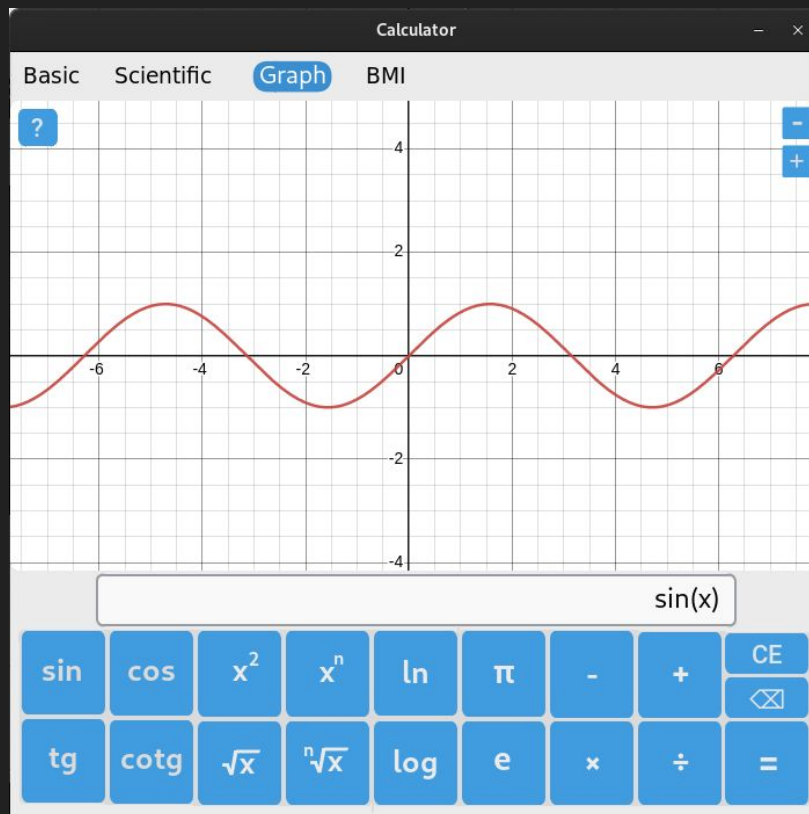 Calculator – ×
Basic Scientific Graph BMI
?
-
+
4
2
-6 -4 -2 0 2 4 6
-2
-4
sin(x)
sin cos x² xⁿ ln π - + CE
⌫
tg cotg √x ⁿ√x log e × ÷ =